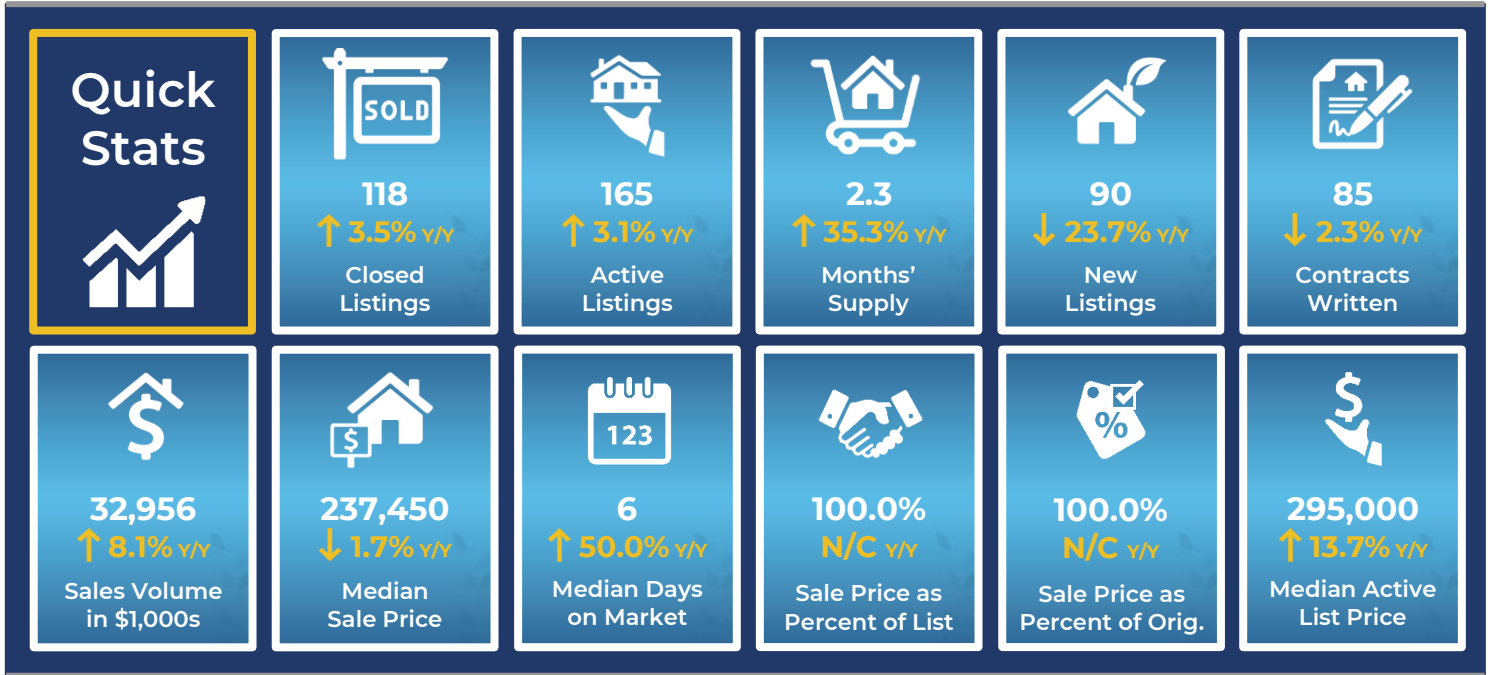 Quick
Stats
SOLD
118
↑ 3.5% Y/Y
Closed
Listings
165
↑ 3.1% Y/Y
Active
Listings
2.3
↑ 35.3% Y/Y
Months’
Supply
90
↓ 23.7% Y/Y
New
Listings
85
↓ 2.3% Y/Y
Contracts
Written
$
32,956
↑ 8.1% Y/Y
Sales Volume
in $1,000s
$
237,450
↓ 1.7% Y/Y
Median
Sale Price
123
6
↑ 50.0% Y/Y
Median Days
on Market
100.0%
N/C Y/Y
Sale Price as
Percent of List
%
100.0%
N/C Y/Y
Sale Price as
Percent of Orig.
$
295,000
↑ 13.7% Y/Y
Median Active
List Price